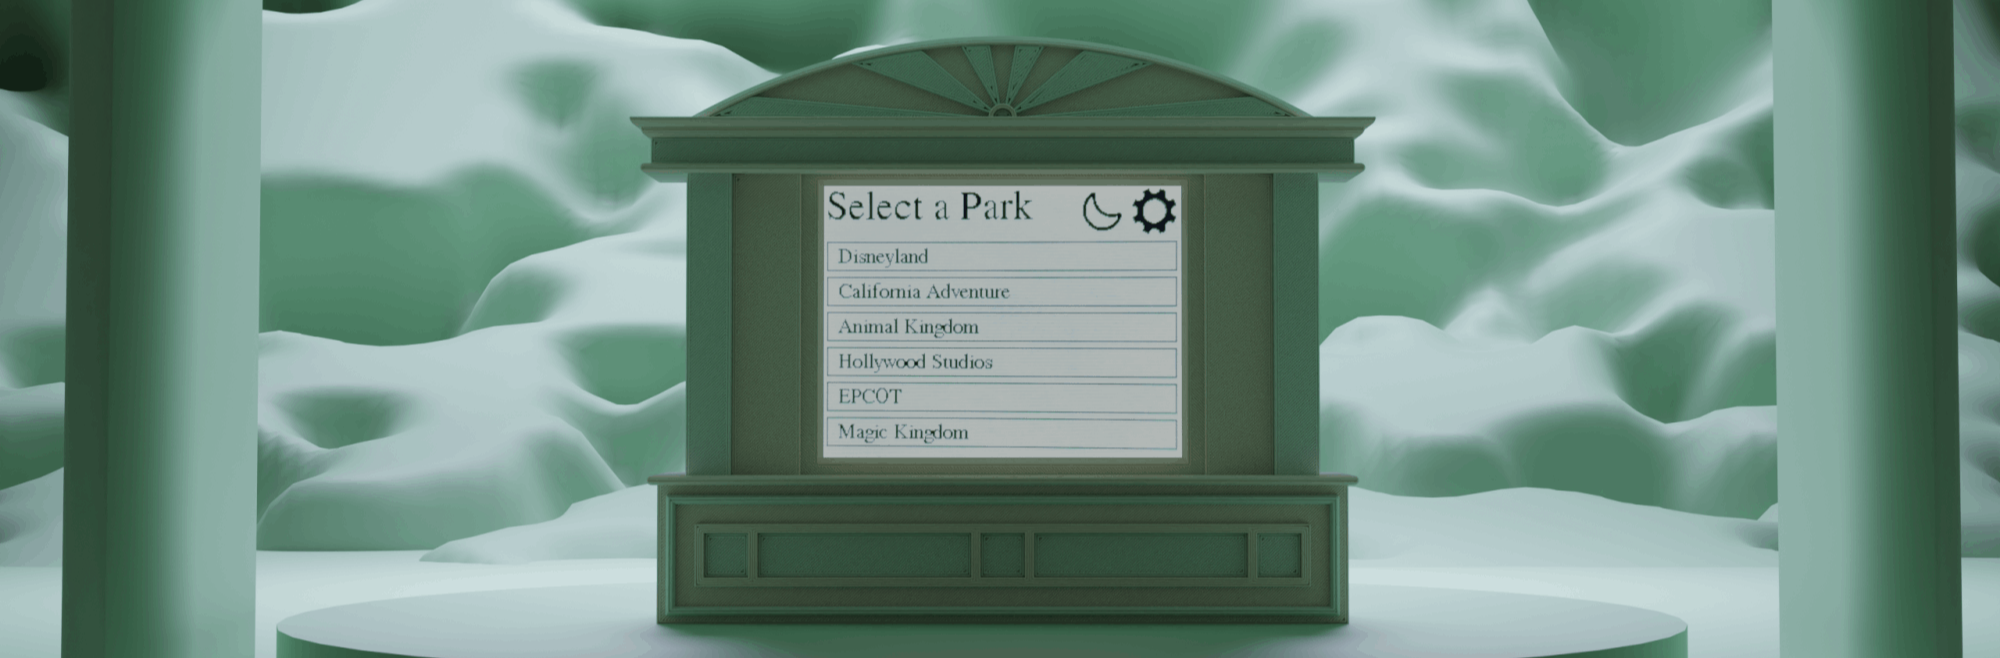 Select a Park
Disneyland
California Adventure
Animal Kingdom
Hollywood Studios
EPCOT
Magic Kingdom